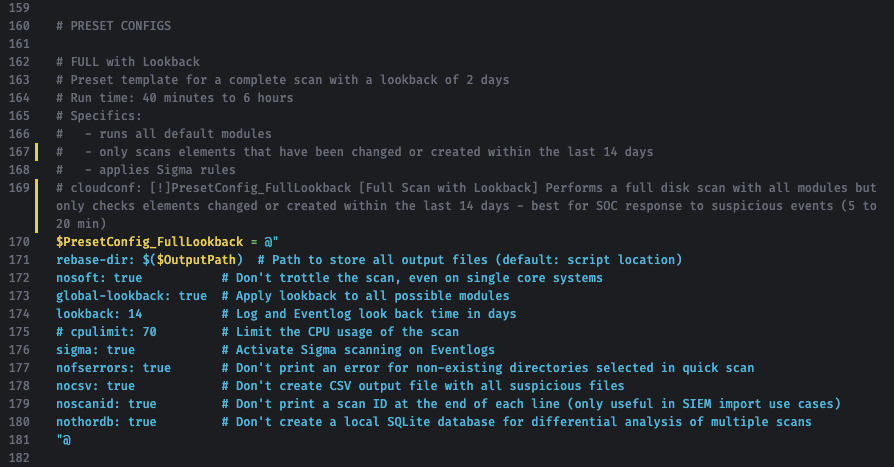 159
160 # PRESET CONFIGS
161
162 # FULL with Lookback
163 # Preset template for a complete scan with a lookback of 2 days
164 # Run time: 40 minutes to 6 hours
165 # Specifics:
166 #   - runs all default modules
167 #   - only scans elements that have been changed or created within the last 14 days
168 #   - applies Sigma rules
169 # cloudconf: [!]PresetConfig_FullLookback [Full Scan with Lookback] Performs a full disk scan with all modules but
only checks elements changed or created within the last 14 days - best for SOC response to suspicious events (5 to
20 min)
170 $PresetConfig_FullLookback = @"
171 rebase-dir: $($OutputPath)  # Path to store all output files (default: script location)
172 nosoft: true           # Don't trottle the scan, even on single core systems
173 global-lookback: true  # Apply lookback to all possible modules
174 lookback: 14           # Log and Eventlog look back time in days
175 # cpulimit: 70         # Limit the CPU usage of the scan
176 sigma: true            # Activate Sigma scanning on Eventlogs
177 nofserrors: true       # Don't print an error for non-existing directories selected in quick scan
178 nocsv: true            # Don't create CSV output file with all suspicious files
179 noscanid: true         # Don't print a scan ID at the end of each line (only useful in SIEM import use cases)
180 nothordb: true         # Don't create a local SQLite database for differential analysis of multiple scans
181 "@
182